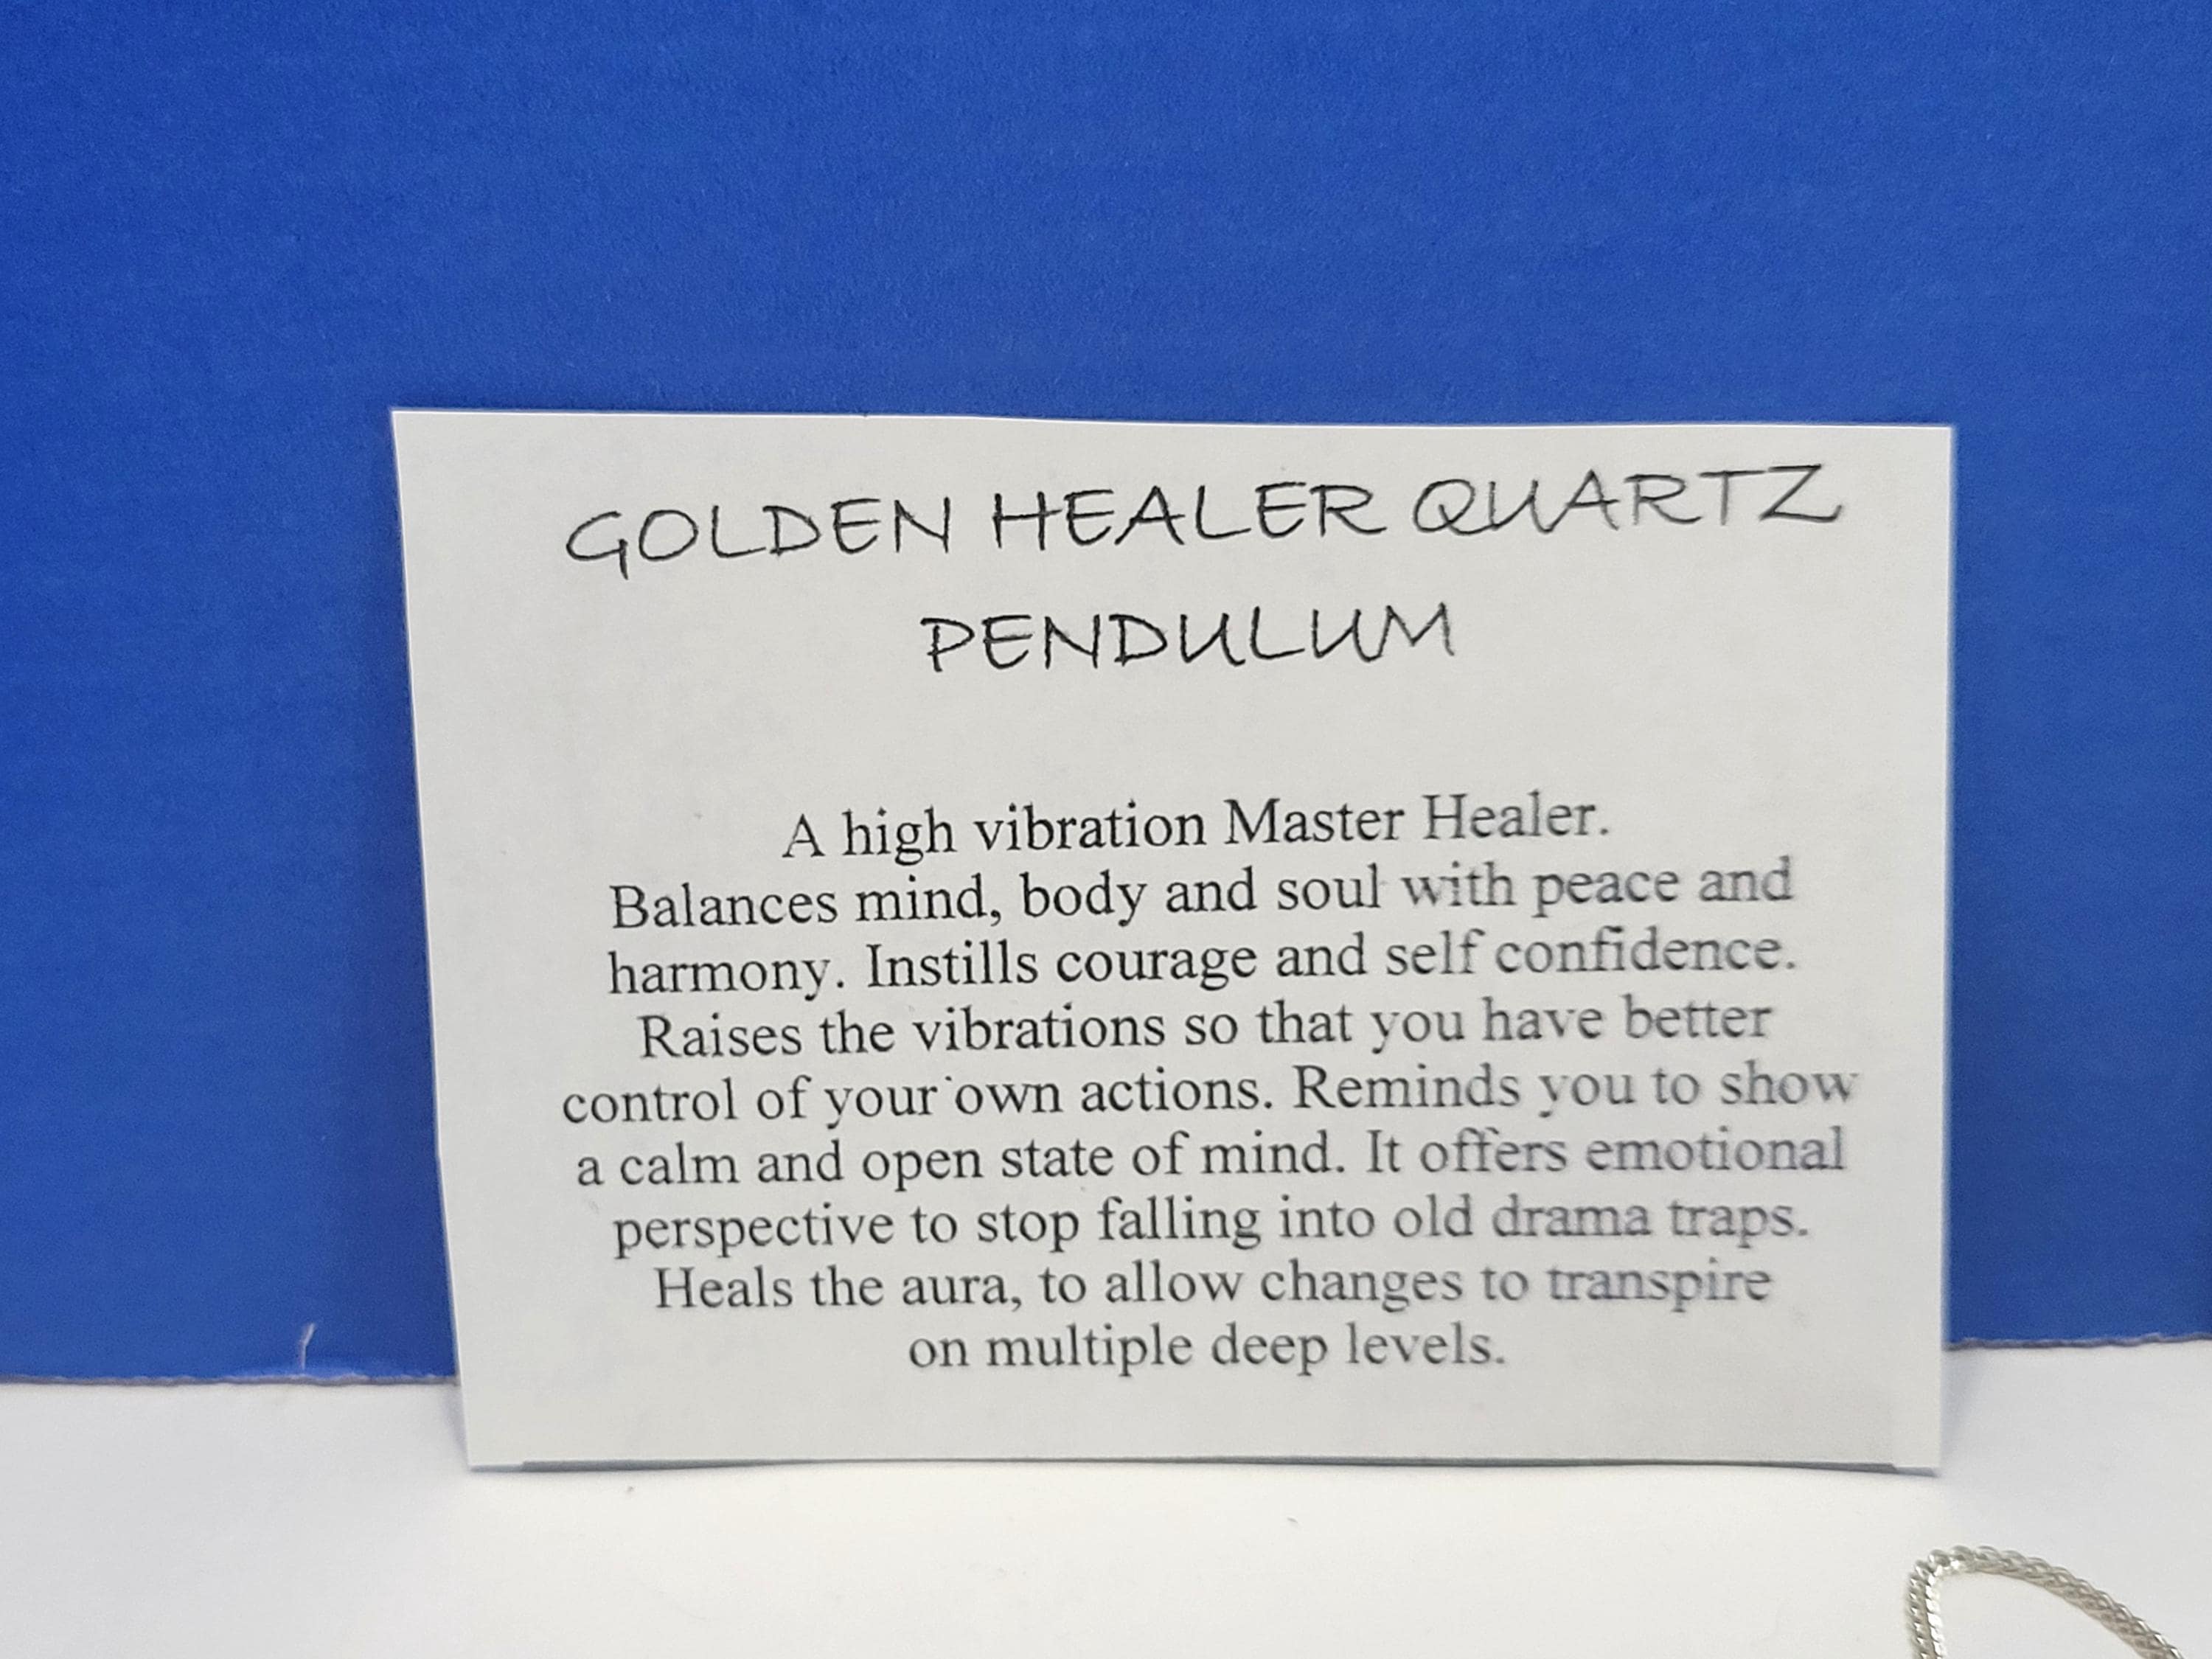 GOLDEN HEALER QUARTZ
PENDULUM
A high vibration Master Healer.
Balances mind, body and soul with peace and
harmony. Instills courage and self confidence.
Raises the vibrations so that you have better
control of your own actions. Reminds you to show
a calm and open state of mind. It offers emotional
perspective to stop falling into old drama traps.
Heals the aura, to allow changes to transpire
on multiple deep levels.